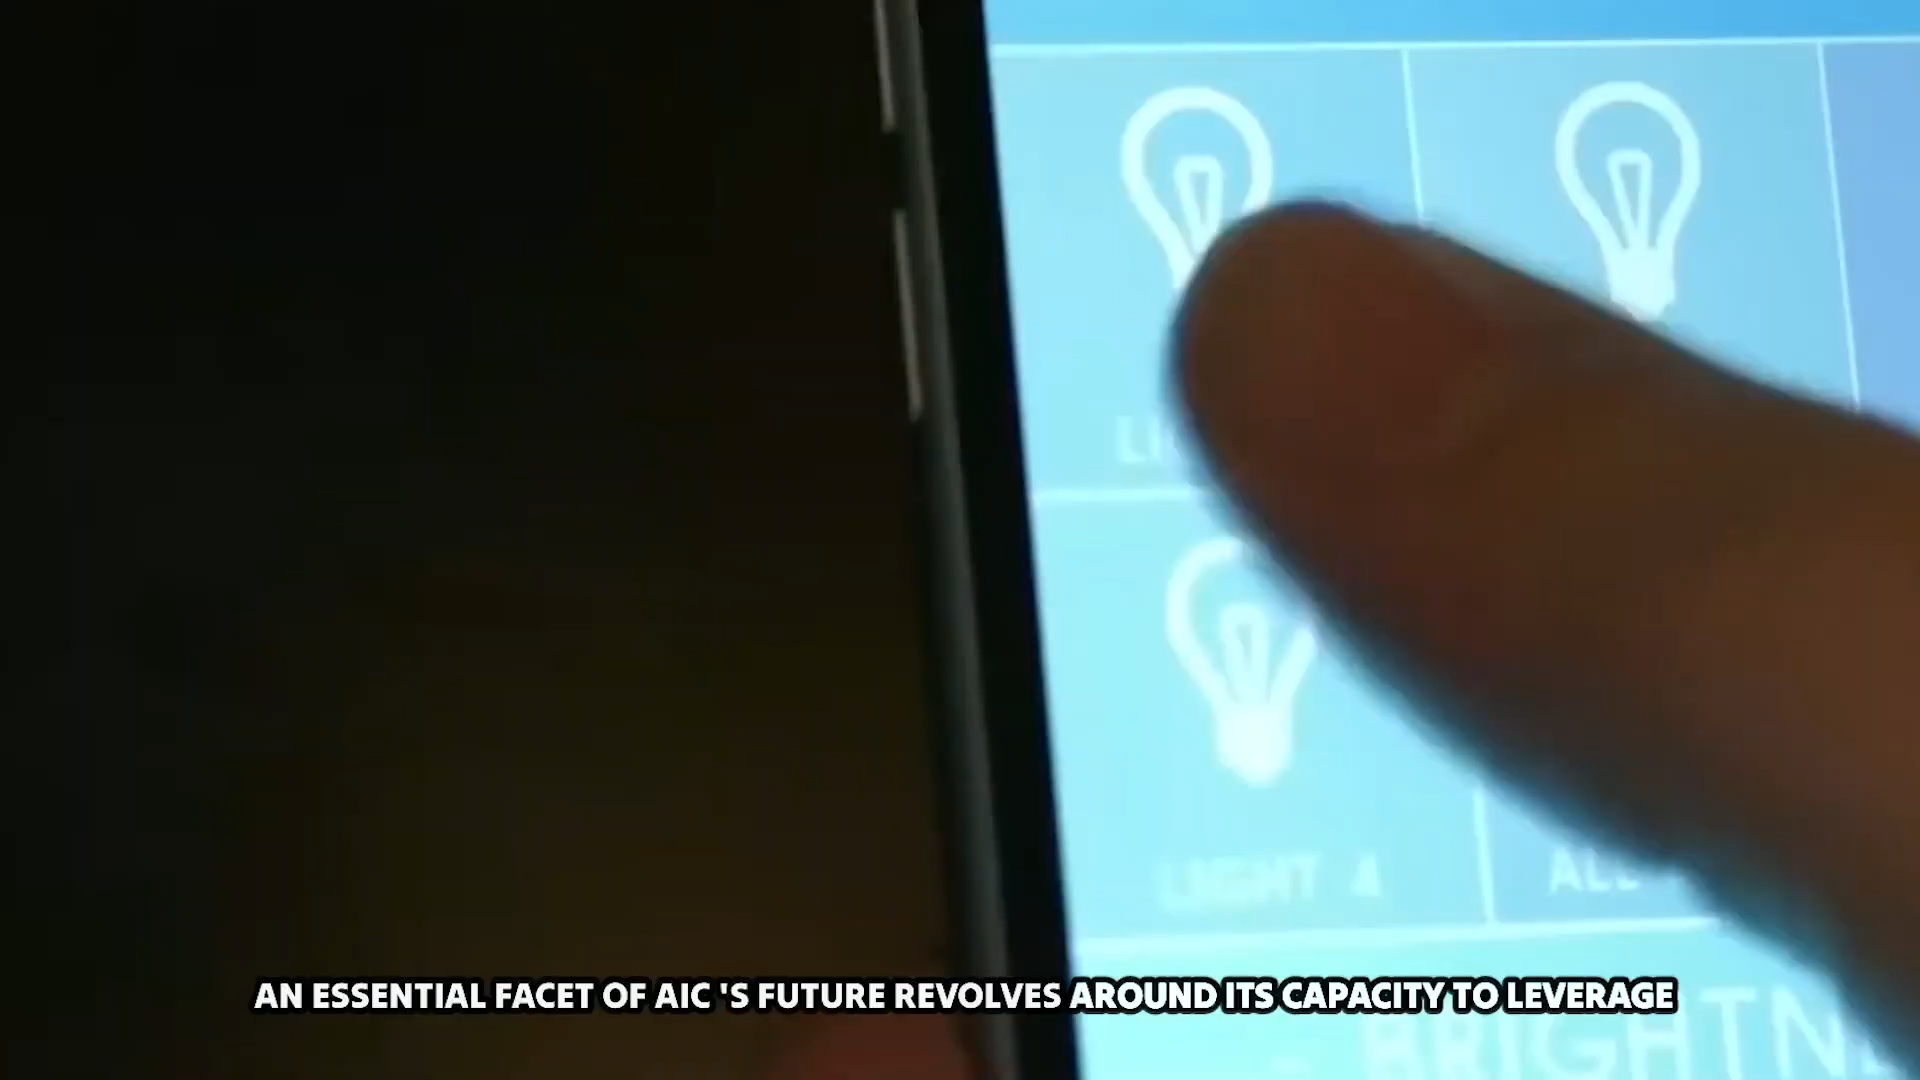 LIGHT 4
AN ESSENTIAL FACET OF AIC 'S FUTURE REVOLVES AROUND ITS CAPACITY TO LEVERAGE